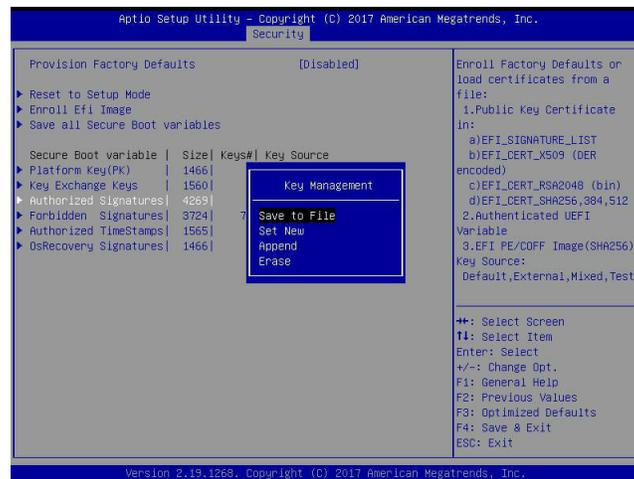 Aptio Setup Utility – Copyright (C) 2017 American Megatrends, Inc.
Security
Provision Factory Defaults [Disabled]
Reset to Setup Mode
Enroll Efi Image
Save all Secure Boot variables
Secure Boot variable | Size| Keys#| Key Source
Platform Key(PK) | 1466|
Key Exchange Keys | 1560|
Authorized Signatures| 4269|
Forbidden Signatures| 3724| 7
Authorized TimeStamps| 1565|
OsRecovery Signatures| 1466|
Key Management
Save to File
Set New
Append
Erase
Enroll Factory Defaults or
load certificates from a
file:
1.Public Key Certificate
in:
a)EFI_SIGNATURE_LIST
b)EFI_CERT_X509 (DER
encoded)
c)EFI_CERT_RSA2048 (bin)
d)EFI_CERT_SHA256,384,512
2.Authenticated UEFI
Variable
3.EFI PE/COFF Image(SHA256)
Key Source:
Default,External,Mixed,Test
→←: Select Screen
↑↓: Select Item
Enter: Select
+/-: Change Opt.
F1: General Help
F2: Previous Values
F3: Optimized Defaults
F4: Save & Exit
ESC: Exit
Version 2.19.1268. Copyright (C) 2017 American Megatrends, Inc.